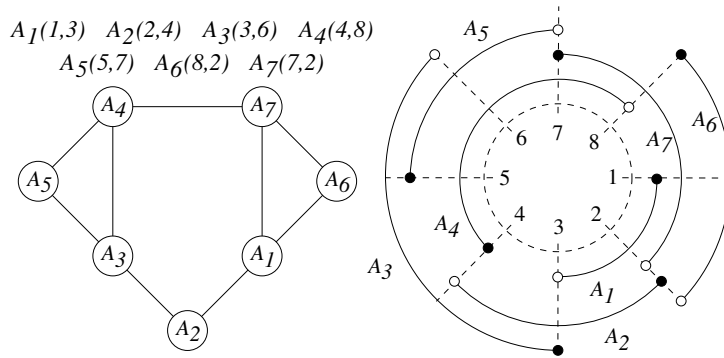 A1(1,3) A2(2,4) A3(3,6) A4(4,8)
A5(5,7) A6(8,2) A7(7,2)
A4 A7
A5 A6
A3 A1
A2
A5
A6
7
6 8
A7
5 1
4 2
3
A4
A3
A1
A2